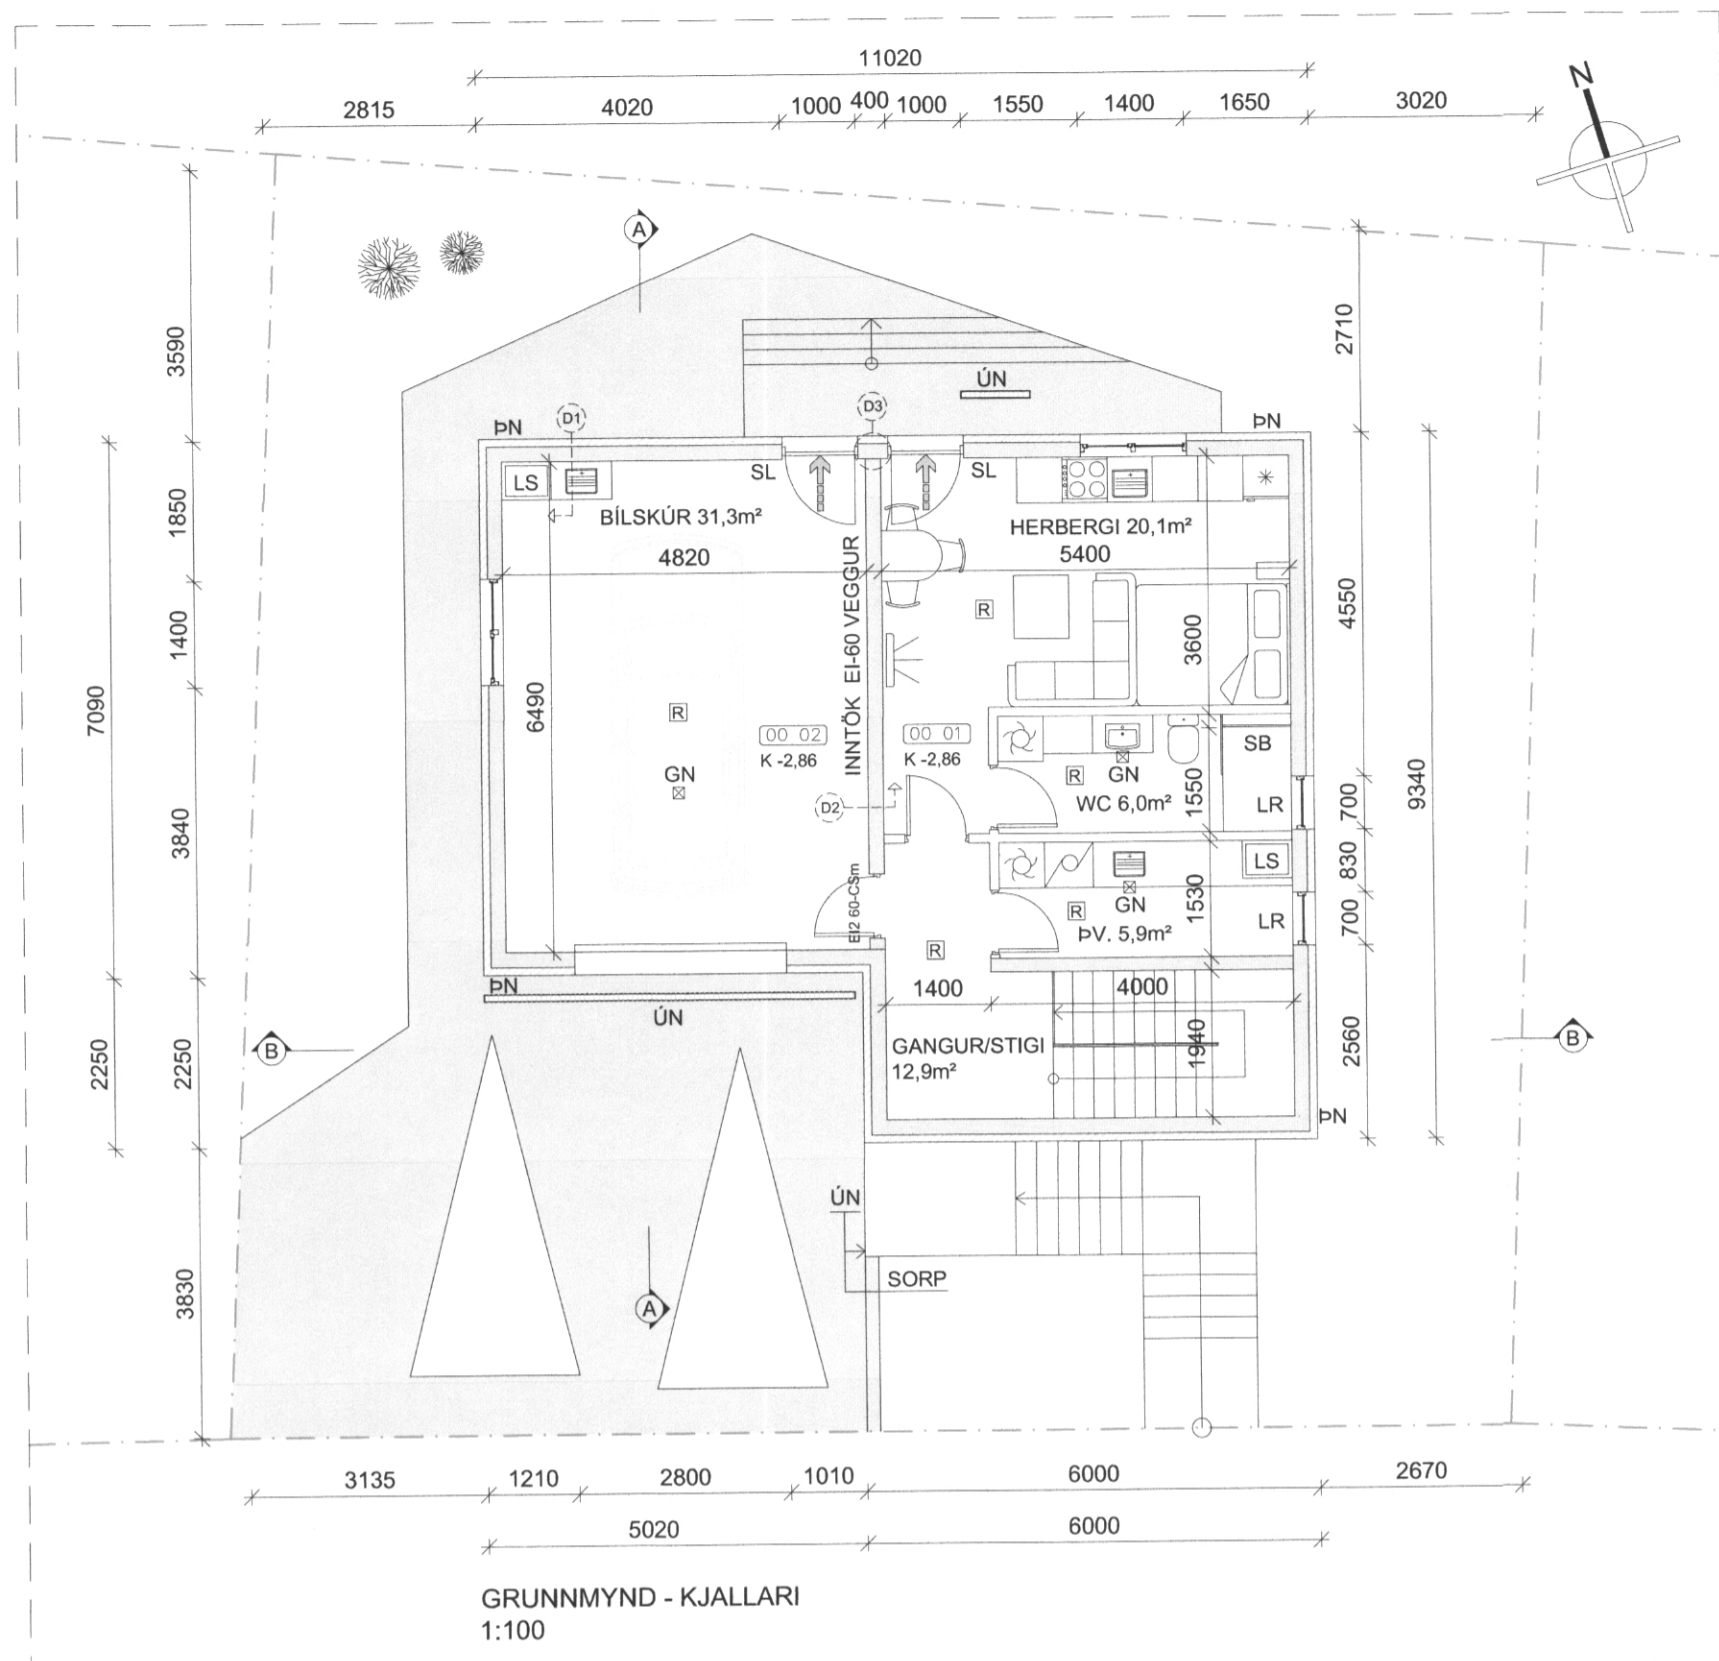 11020
2815 4020 1000 400 1000 1550 1400 1650 3020
N
A
3590
2710
ÚN
ÞN D1 D3 ÞN
LS SL SL
BÍLSKÚR 31,3m² HERBERGI 20,1m²
4820 5400
1850
1400
7090
3840
6490
INNTÖK EI-60 VEGGUR
R
3600
4550
R
00 02 00 01
K -2,86 K -2,86
GN
SB
R GN
WC 6,0m²
1550
LR
D2
700
9340
830
LS
EI2 60-CSm
GN
R
1530
ÞV. 5,9m²
LR
700
R
ÞN
ÚN
1400 4000
GANGUR/STIGI
12,9m²
1940
2560
B B
2250 2250
ÞN
ÚN
SORP
3830
A
3135 1210 2800 1010 6000 2670
5020 6000
GRUNNMYND - KJALLARI
1:100